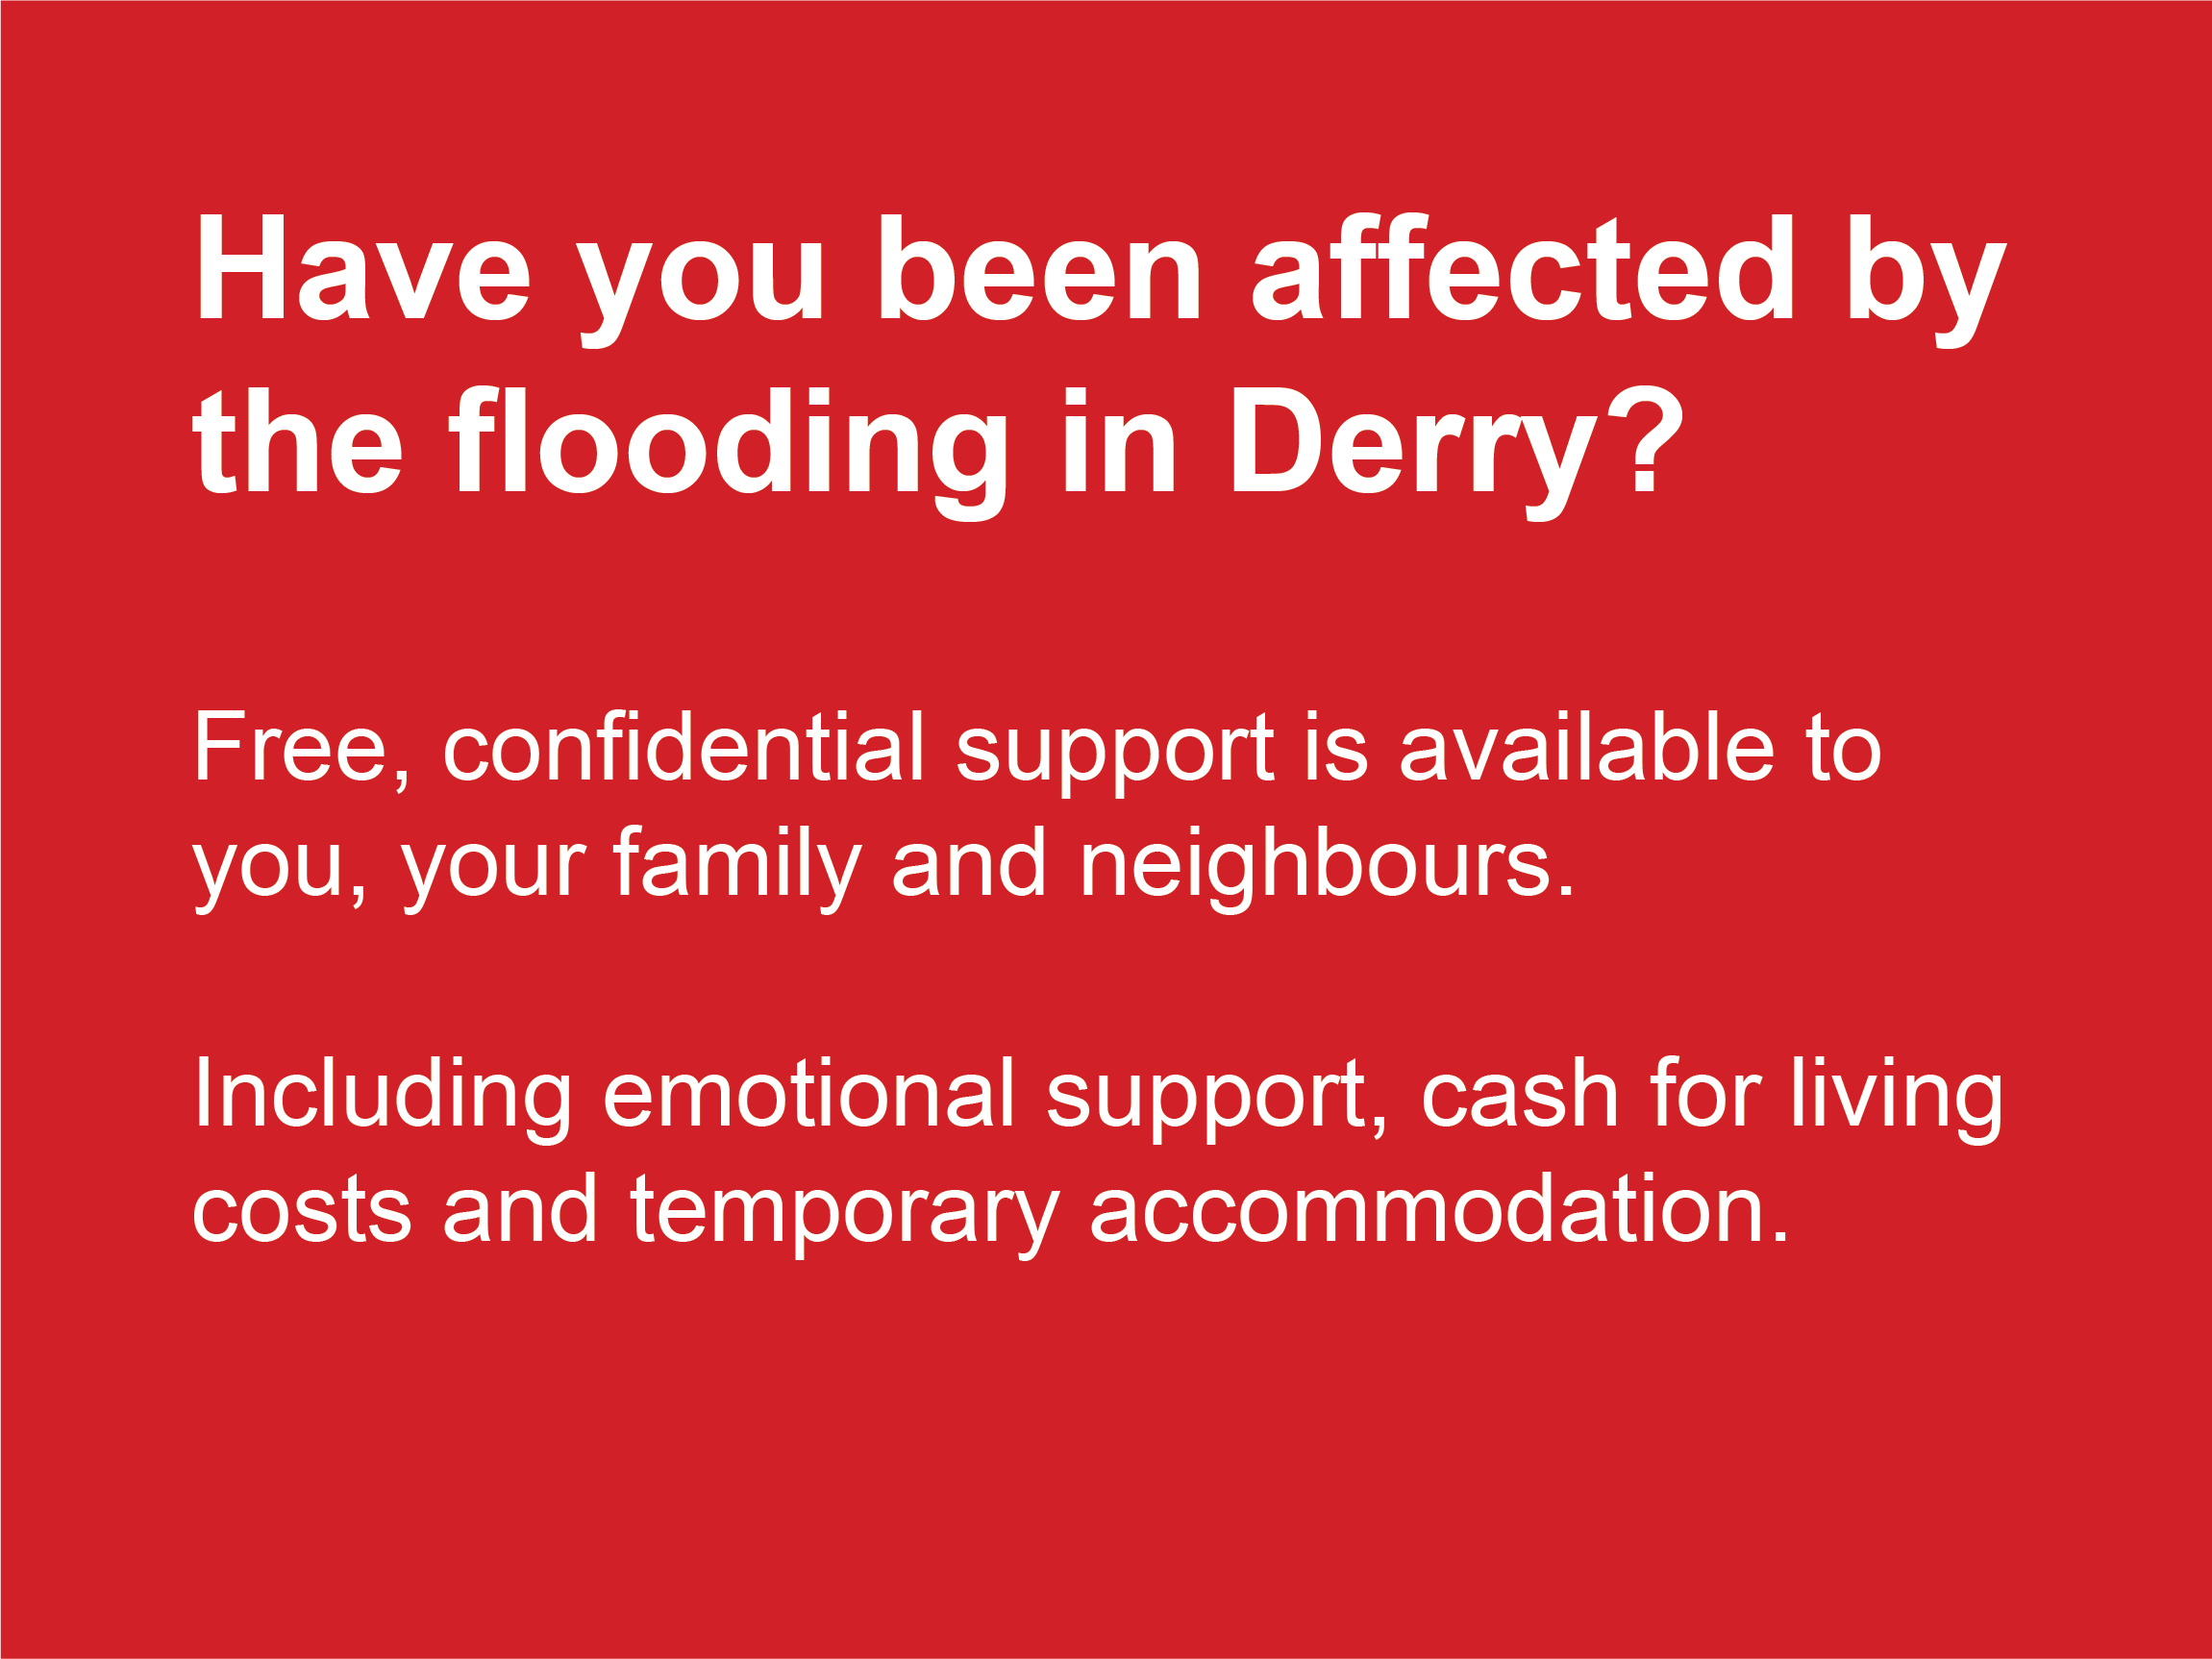 Have you been affected by
the flooding in Derry?
Free, confidential support is available to
you, your family and neighbours.
Including emotional support, cash for living
costs and temporary accommodation.